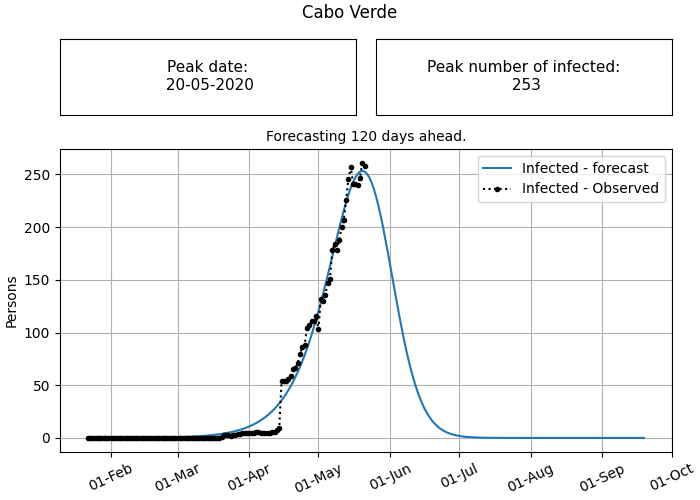 Cabo Verde
Peak date:
20-05-2020
Peak number of infected:
253
Forecasting 120 days ahead.
Infected - forecast
Infected - Observed
Persons
250
200
150
100
50
0
01-Feb
01-Mar
01-Apr
01-May
01-Jun
01-Jul
01-Aug
01-Sep
01-Oct